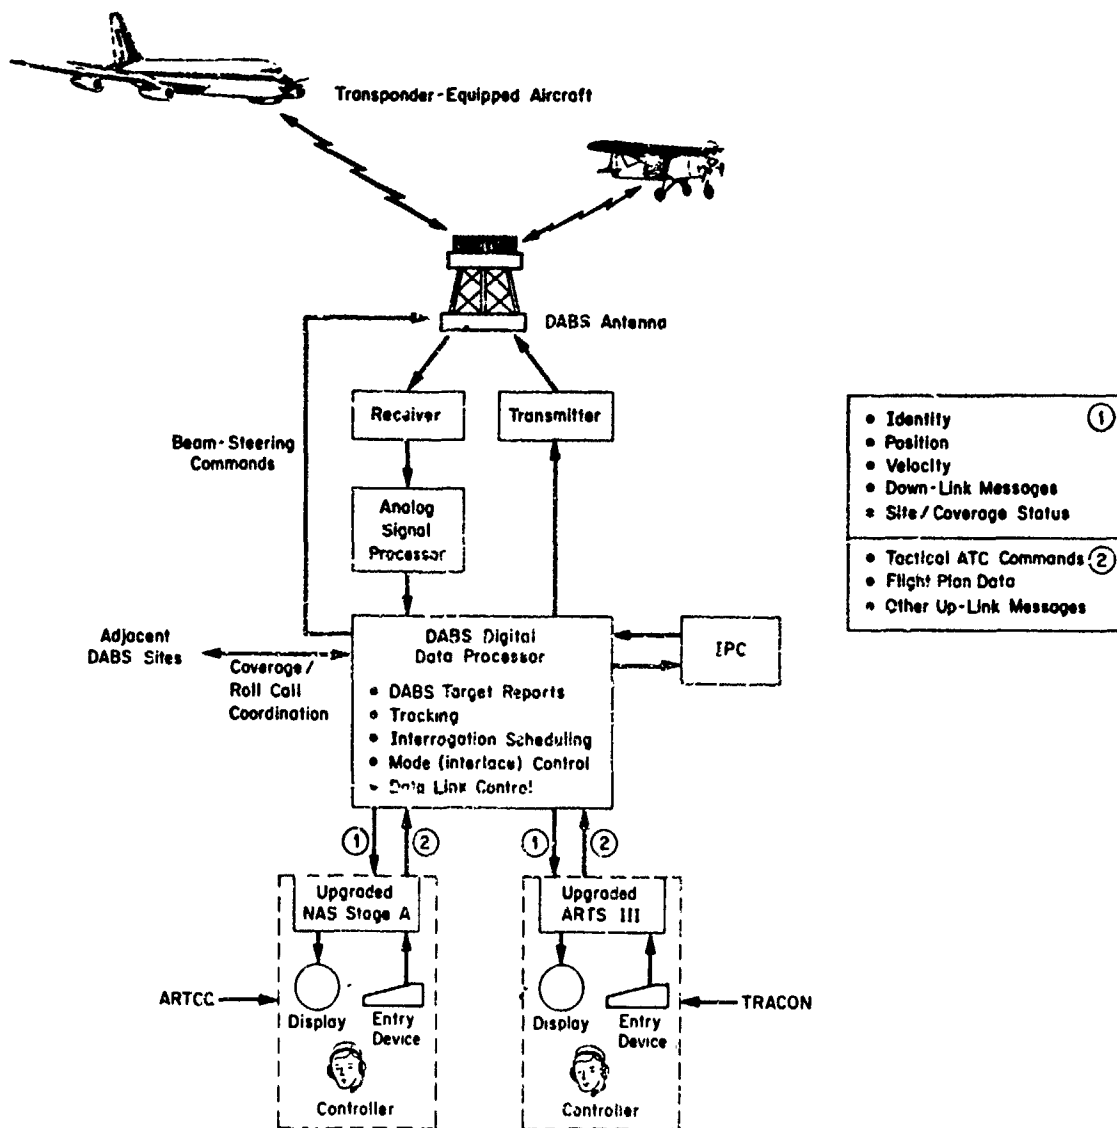 Transponder-Equipped Aircraft
DABS Antenna
Receiver
Transmitter
Beam-Steering
Commands
Analog
Signal
Processor
① 
• Identity
• Position
• Velocity
• Down-Link Messages
• Site/Coverage Status
②
• Tactical ATC Commands
• Flight Plan Data
• Other Up-Link Messages
Adjacent
DABS Sites
Coverage/
Roll Call
Coordination
DABS Digital
Data Processor
• DABS Target Reports
• Tracking
• Interrogation Scheduling
• Mode (interlace) Control
• Data Link Control
IPC
① ② ① ②
Upgraded
NAS Stage A
Upgraded
ARTS III
ARTCC
Display
Entry
Device
Controller
Display
Entry
Device
Controller
TRACON